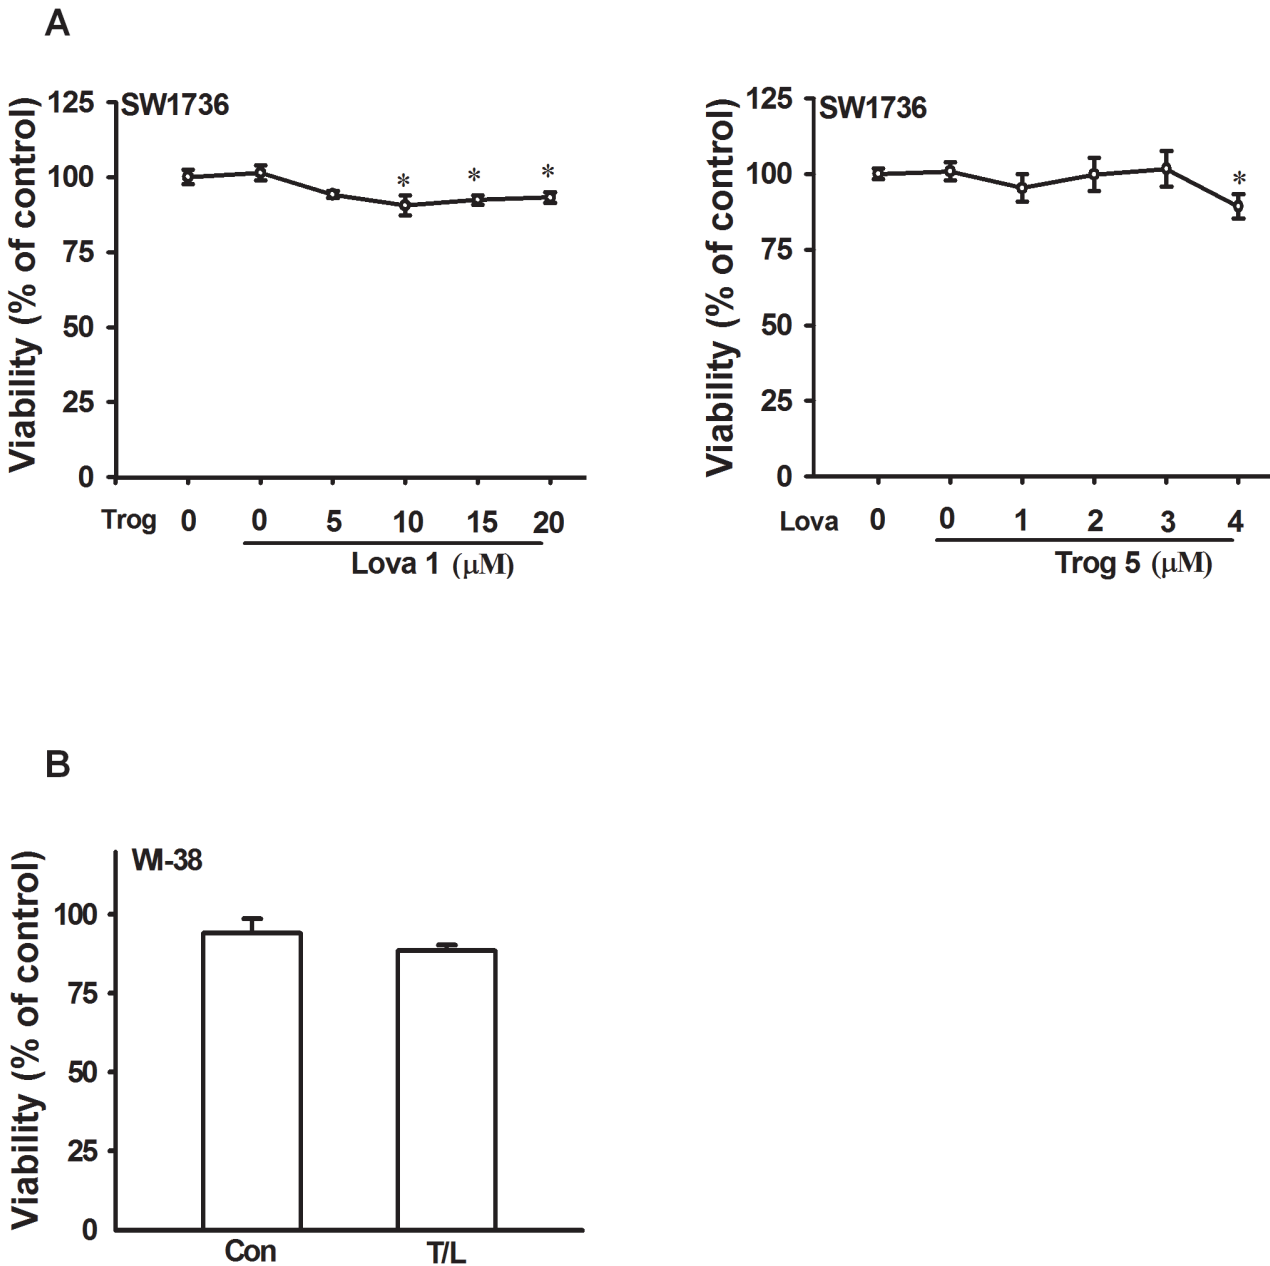 A
SW1736
Viability (% of control)
125
100
75
50
25
0
* * *
Trog 0 0 5 10 15 20
Lova 1 (μM)
SW1736
Viability (% of control)
125
100
75
50
25
0
*
Lova 0 0 1 2 3 4
Trog 5 (μM)
B
WI-38
Viability (% of control)
100
75
50
25
0
Con T/L